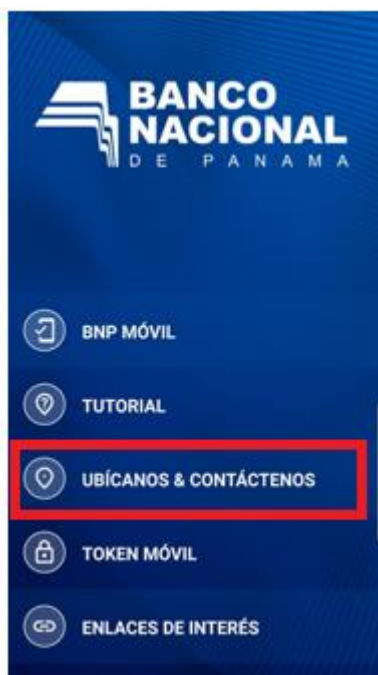 BANCO
NACIONAL
DE PANAMA
BNP MÓVIL
TUTORIAL
UBÍCANOS & CONTÁCTENOS
TOKEN MÓVIL
ENLACES DE INTERÉS